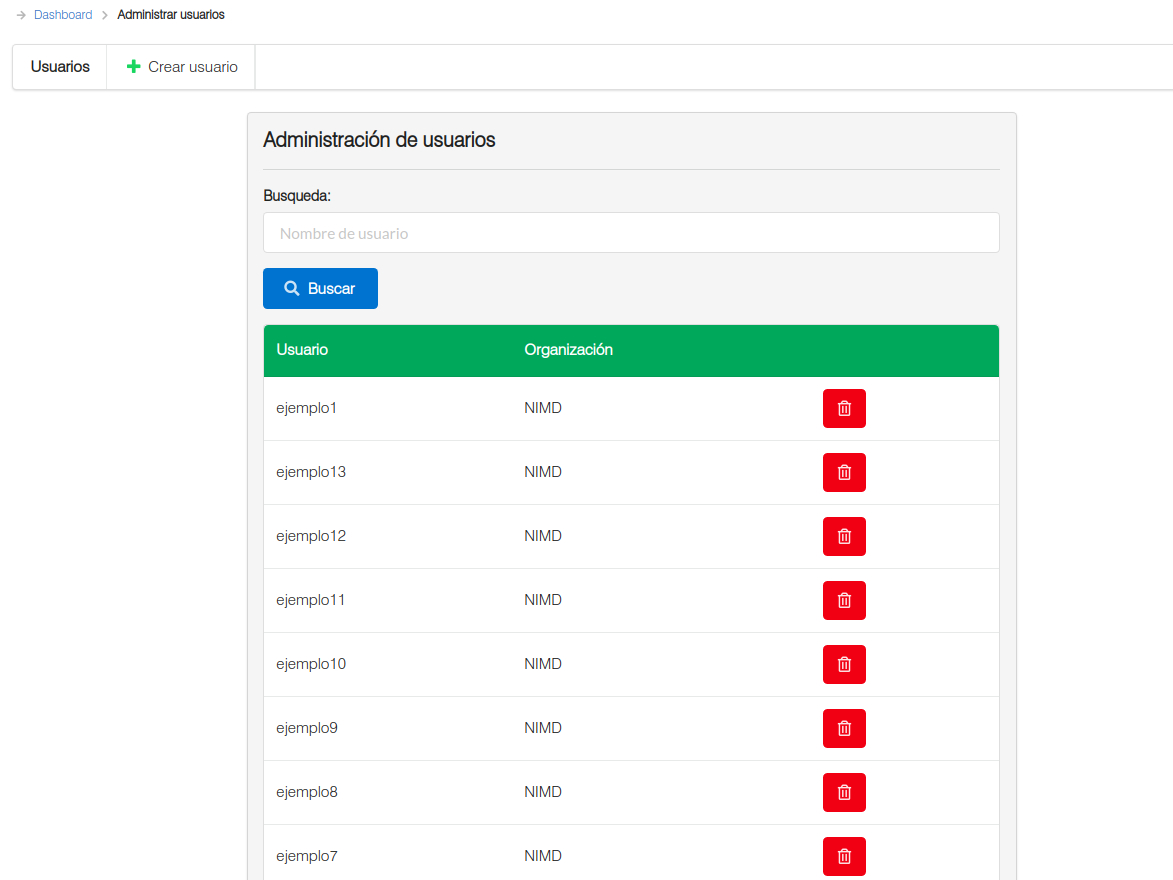 Dashboard Administrar usuarios
Usuarios Crear usuario
Administración de usuarios
Busqueda:
Nombre de usuario
Buscar
Usuario Organización
ejemplo1 NIMD
ejemplo13 NIMD
ejemplo12 NIMD
ejemplo11 NIMD
ejemplo10 NIMD
ejemplo9 NIMD
ejemplo8 NIMD
ejemplo7 NIMD